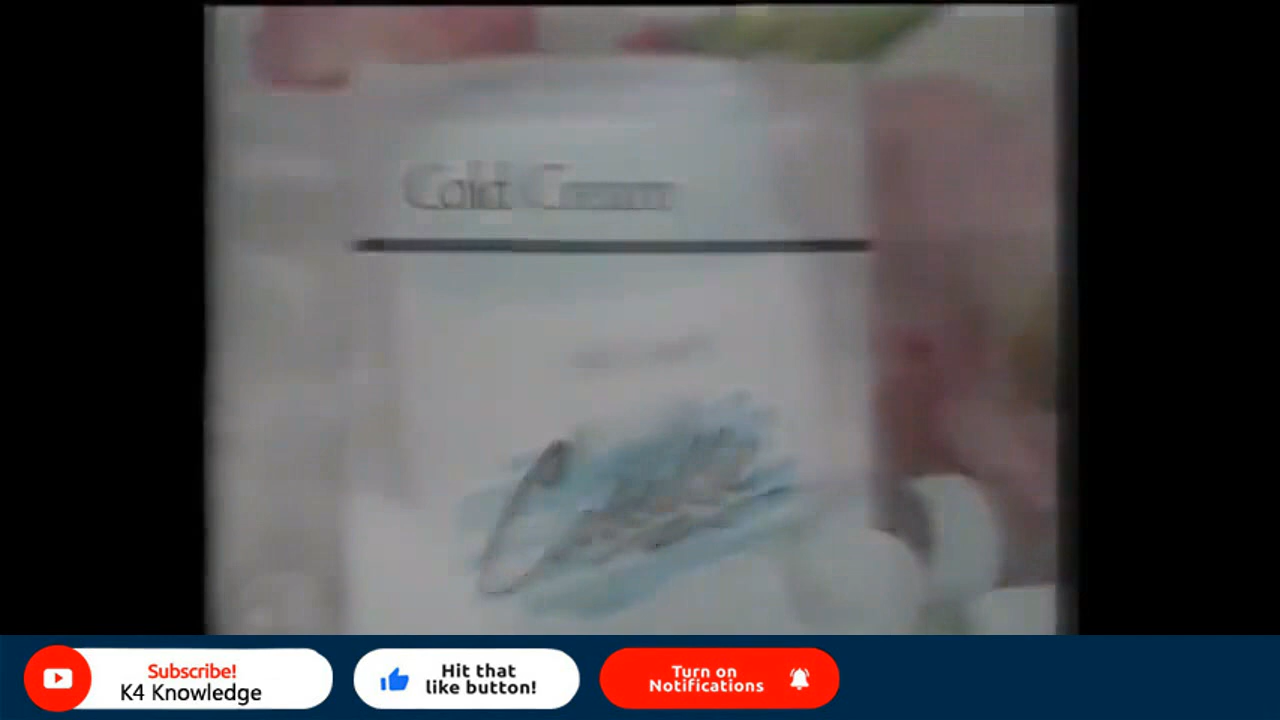 Cold Cream
Subscribe!
K4 Knowledge
Hit that
like button!
Turn on
Notifications